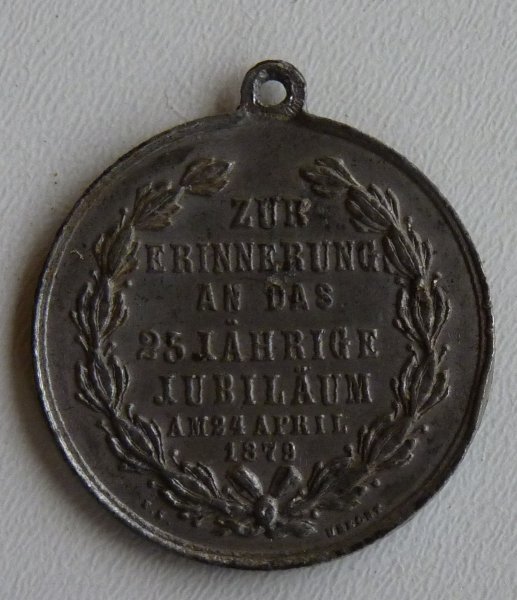 ZUR
ERINNERUNG
AN DAS
25 JÄHRIGE
JUBILÄUM
AM 24 APRIL
1879